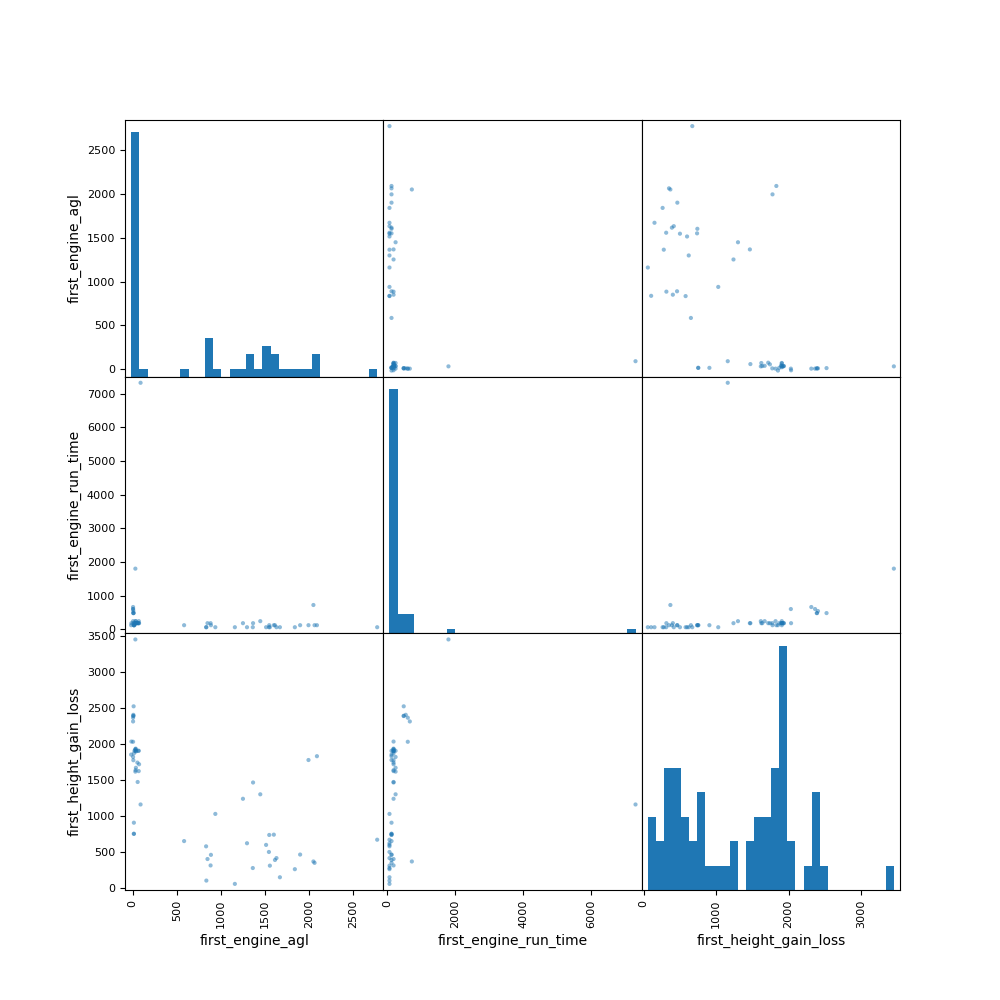 2500
2000
1500
1000
500
0
first_engine_agl
7000
6000
5000
4000
3000
2000
1000
0
first_engine_run_time
3500
3000
2500
2000
1500
1000
500
0
first_height_gain_loss
0 500 1000 1500 2000 2500
0 2000 4000 6000
0 1000 2000 3000
first_engine_agl
first_engine_run_time
first_height_gain_loss